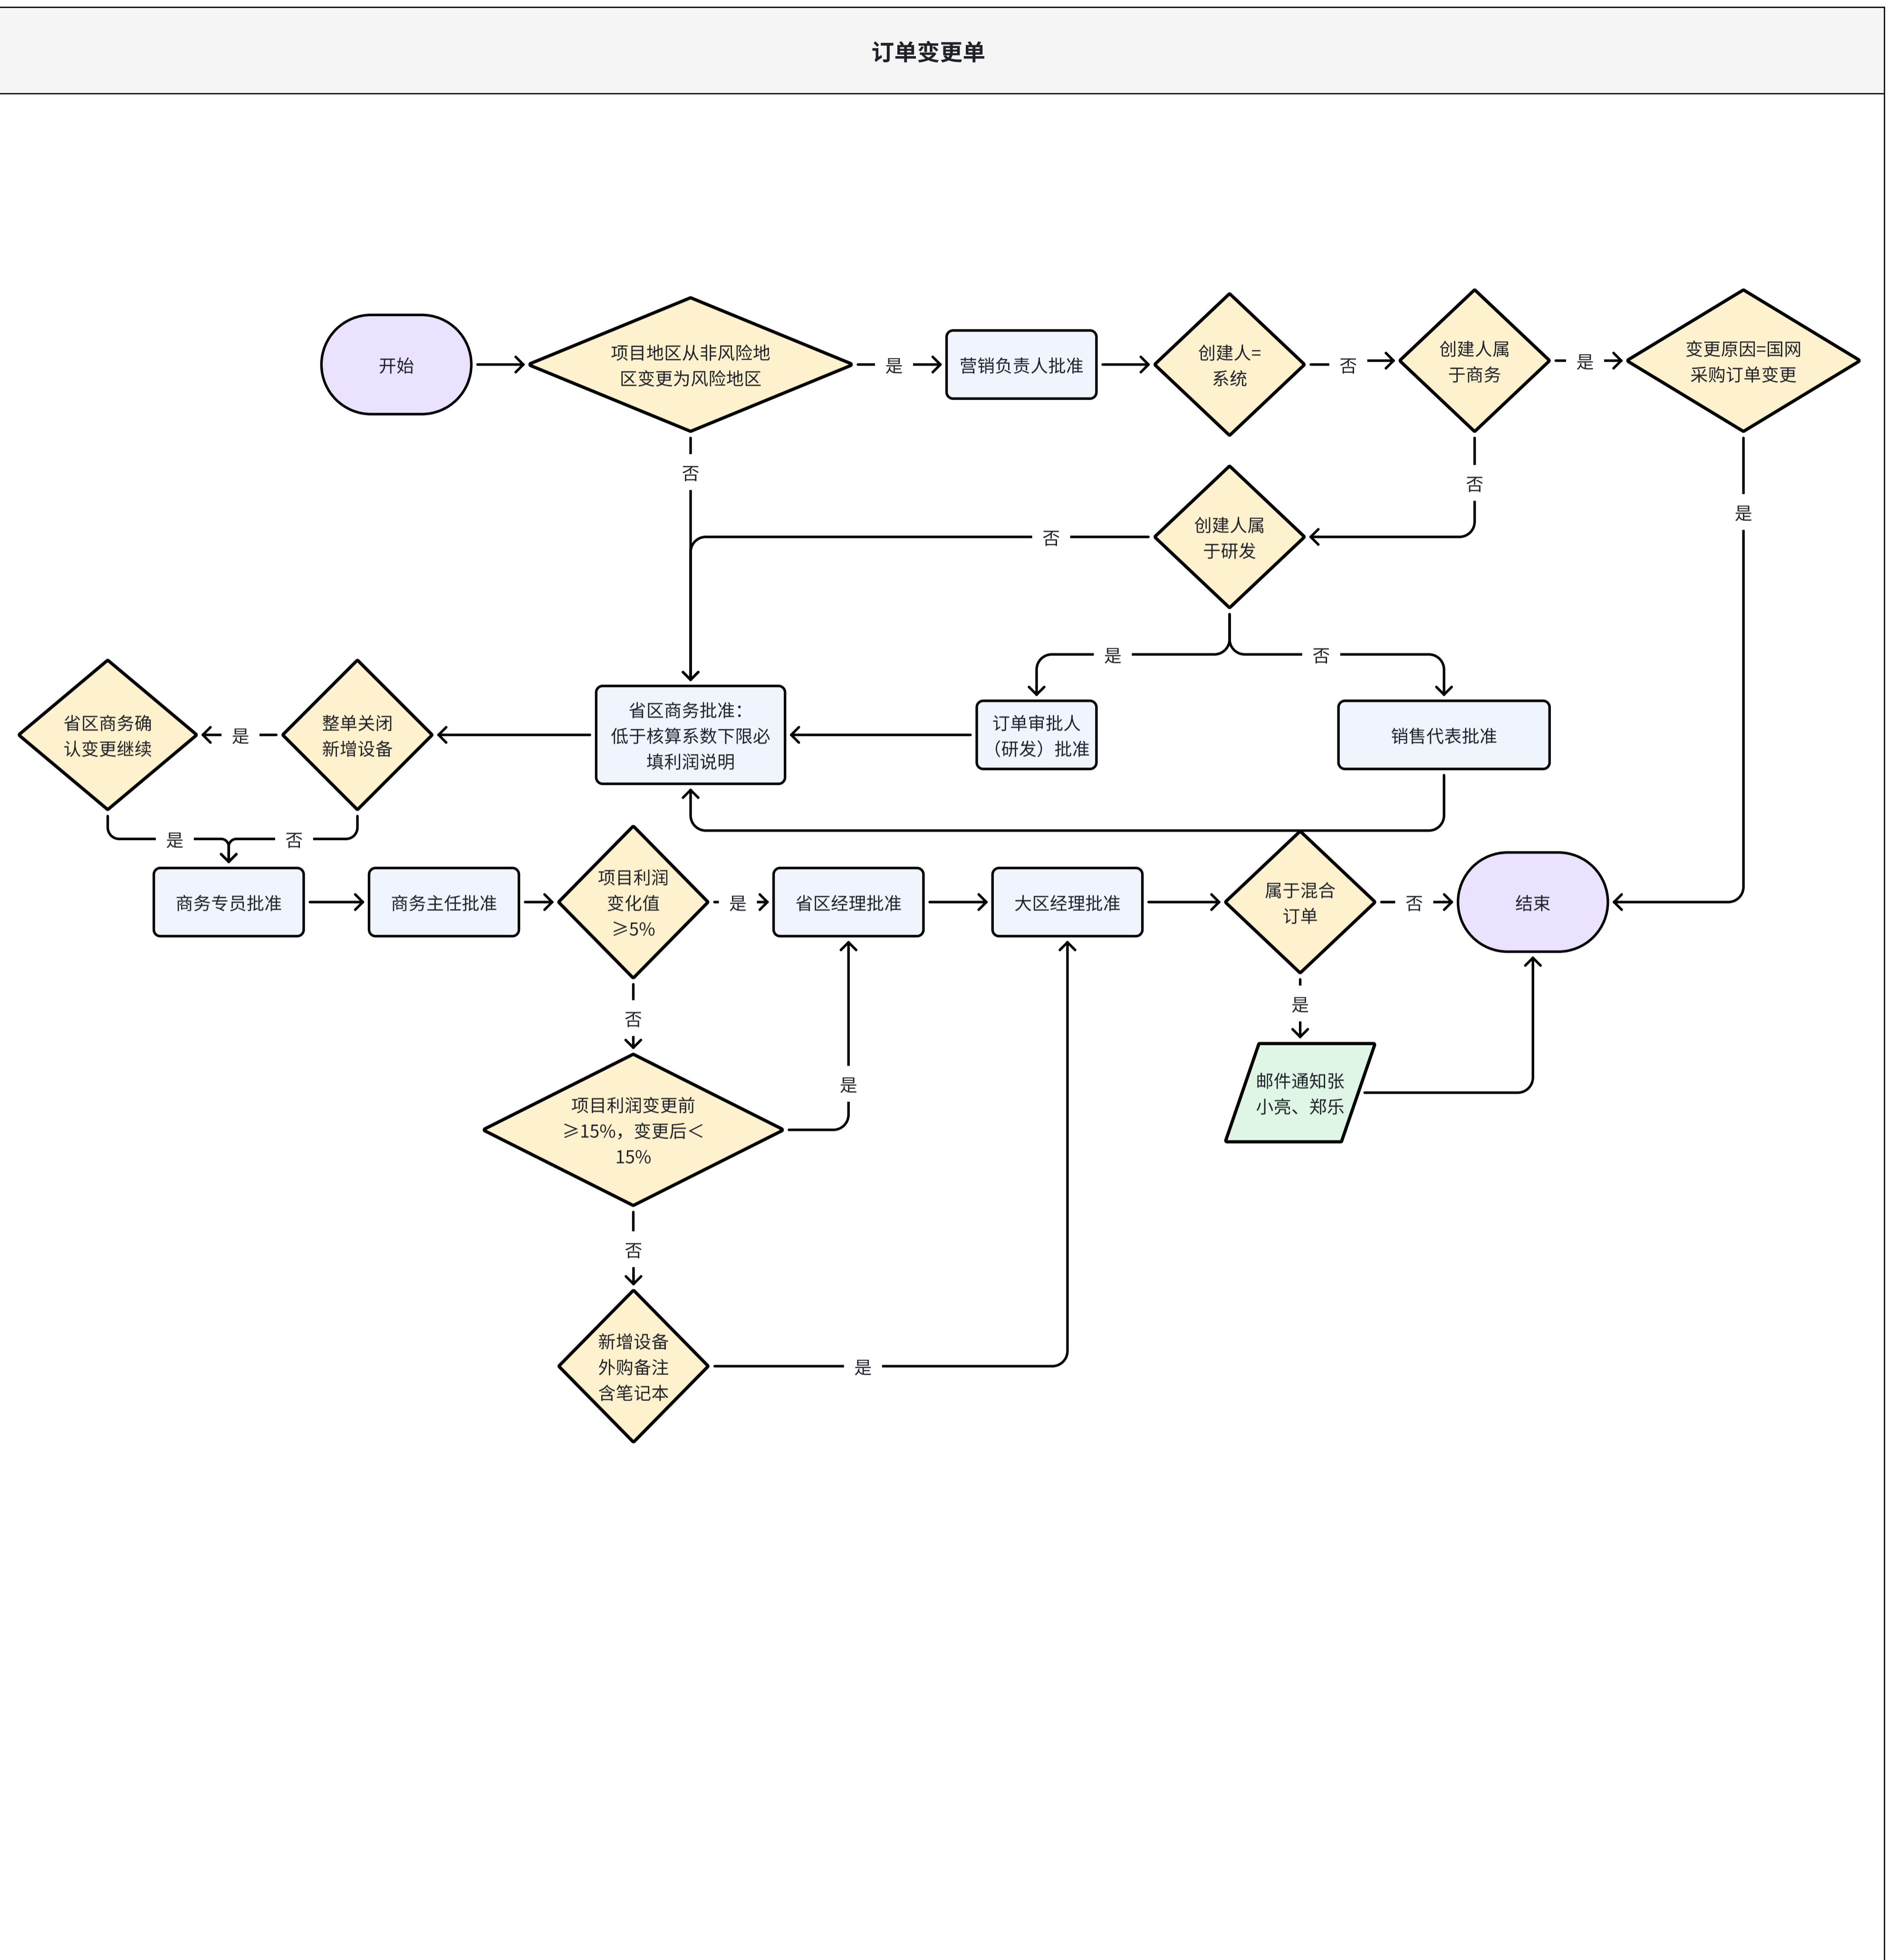 订单变更单
开始
项目地区从非风险地
区变更为风险地区
是
营销负责人批准
创建人=
系统
否
创建人属
于商务
是
变更原因=国网
采购订单变更
否
否
是
创建人属
于研发
否
是
否
省区商务确
认变更继续
是
整单关闭
新增设备
省区商务批准：
低于核算系数下限必
填利润说明
订单审批人
（研发）批准
销售代表批准
是
否
商务专员批准
商务主任批准
项目利润
变化值
≥5%
是
省区经理批准
大区经理批准
属于混合
订单
否
结束
否
是
项目利润变更前
≥15%，变更后＜
15%
是
邮件通知张
小亮、郑乐
否
新增设备
外购备注
含笔记本
是